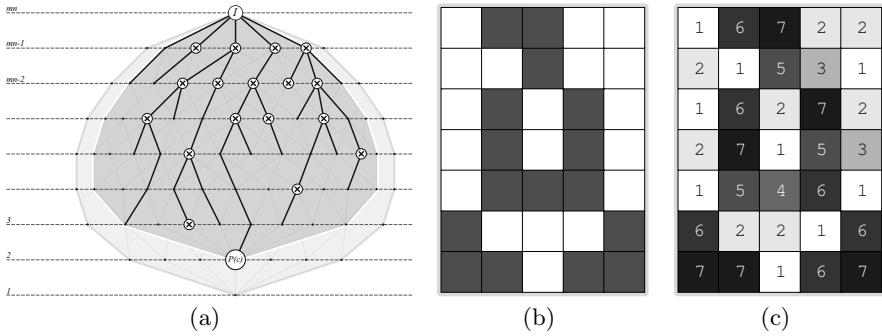 mn
I
mn-1
mn-2
3
2
P(c)
1
1 6 7 2 2
2 1 5 3 1
1 6 2 7 2
2 7 1 5 3
1 5 4 6 1
6 2 2 1 6
7 7 1 6 7
(a) (b) (c)